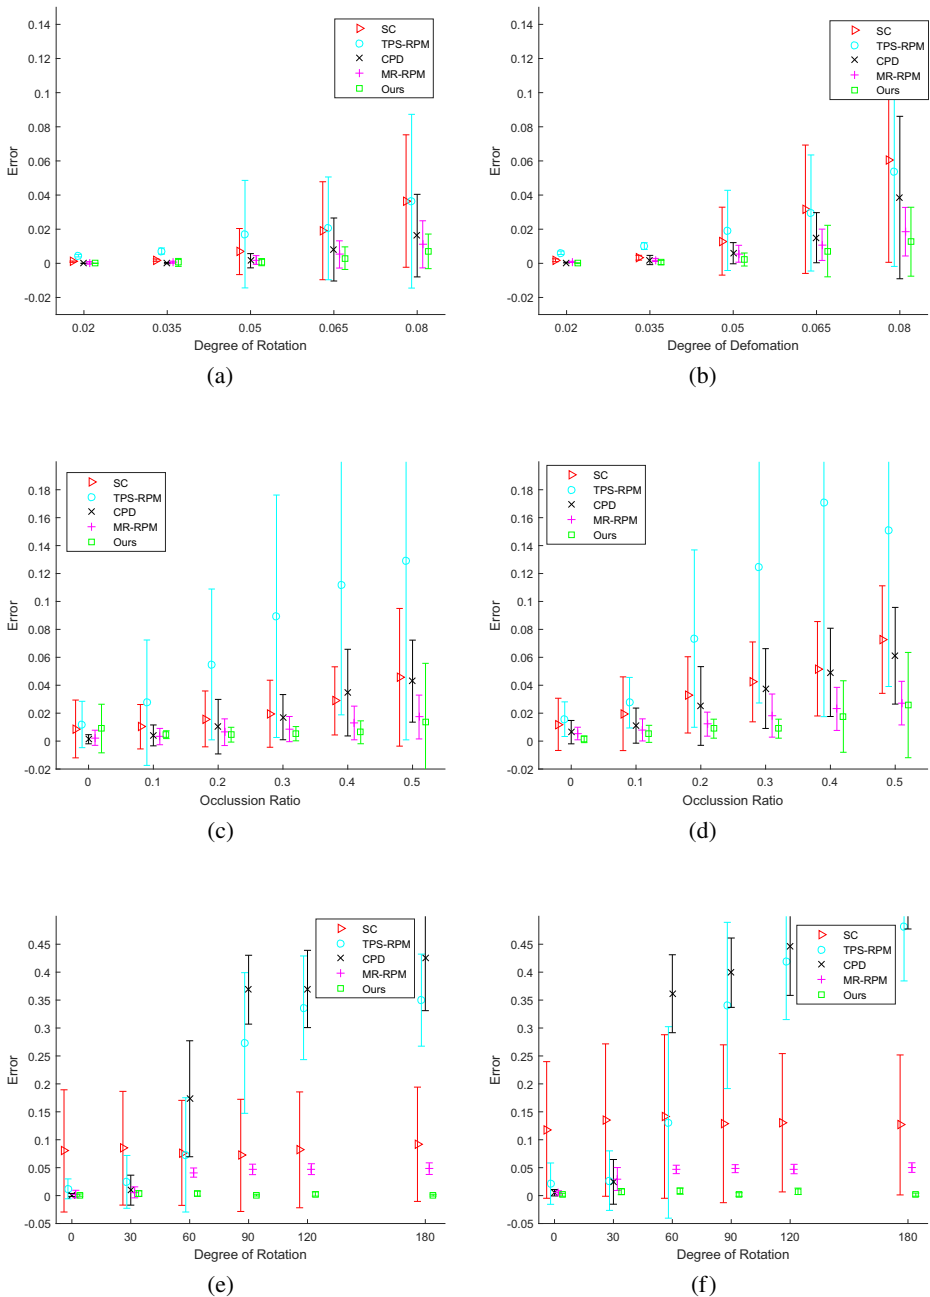 0.14
0.12
0.1
0.08
0.06
0.04
0.02
0
-0.02
Error
SC
TPS-RPM
CPD
MR-RPM
Ours
0.02 0.035 0.05 0.065 0.08
Degree of Rotation
(a)
0.14
0.12
0.1
0.08
0.06
0.04
0.02
0
-0.02
Error
SC
TPS-RPM
CPD
MR-RPM
Ours
0.02 0.035 0.05 0.065 0.08
Degree of Defomation
(b)
0.18
0.16
0.14
0.12
0.1
0.08
0.06
0.04
0.02
0
-0.02
Error
SC
TPS-RPM
CPD
MR-RPM
Ours
0 0.1 0.2 0.3 0.4 0.5
Occlussion Ratio
(c)
0.18
0.16
0.14
0.12
0.1
0.08
0.06
0.04
0.02
0
-0.02
Error
SC
TPS-RPM
CPD
MR-RPM
Ours
0 0.1 0.2 0.3 0.4 0.5
Occlussion Ratio
(d)
0.45
0.4
0.35
0.3
0.25
0.2
0.15
0.1
0.05
0
-0.05
Error
SC
TPS-RPM
CPD
MR-RPM
Ours
0 30 60 90 120 180
Degree of Rotation
(e)
0.45
0.4
0.35
0.3
0.25
0.2
0.15
0.1
0.05
0
-0.05
Error
SC
TPS-RPM
CPD
MR-RPM
Ours
0 30 60 90 120 180
Degree of Rotation
(f)